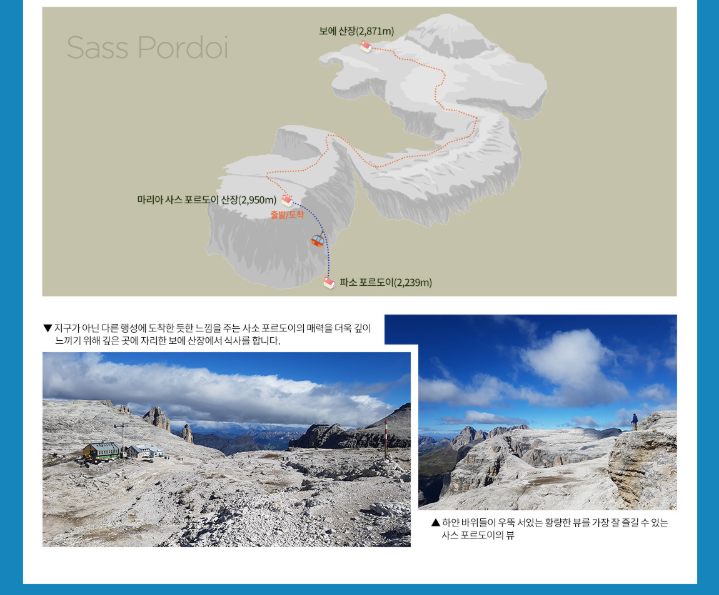 Sass Pordoi
보에 산장(2,871m)
마리아 사스 포르도이 산장(2,950m)
출발/도착
파소 포르도이(2,239m)
▼ 지구가 아닌 다른 행성에 도착한 듯한 느낌을 주는 사소 포르도이의 매력을 더욱 깊이
느끼기 위해 깊은 곳에 자리한 보에 산장에서 식사를 합니다.
▲ 하얀 바위들이 우뚝 서있는 황량한 뷰를 가장 잘 즐길 수 있는
사스 포르도이의 뷰